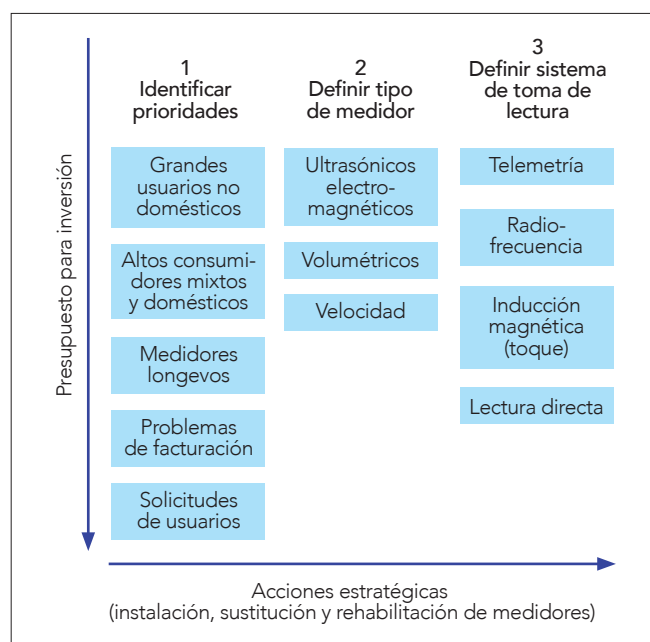 Presupuesto para inversión
1
Identificar
prioridades
Grandes
usuarios no
domésticos
Altos consumi-
dores mixtos
y domésticos
Medidores
longevos
Problemas
de facturación
Solicitudes
de usuarios
2
Definir tipo
de medidor
Ultrasónicos
electro-
magnéticos
Volumétricos
Velocidad
3
Definir sistema
de toma de
lectura
Telemetría
Radio-
frecuencia
Inducción
magnética
(toque)
Lectura directa
Acciones estratégicas
(instalación, sustitución y rehabilitación de medidores)